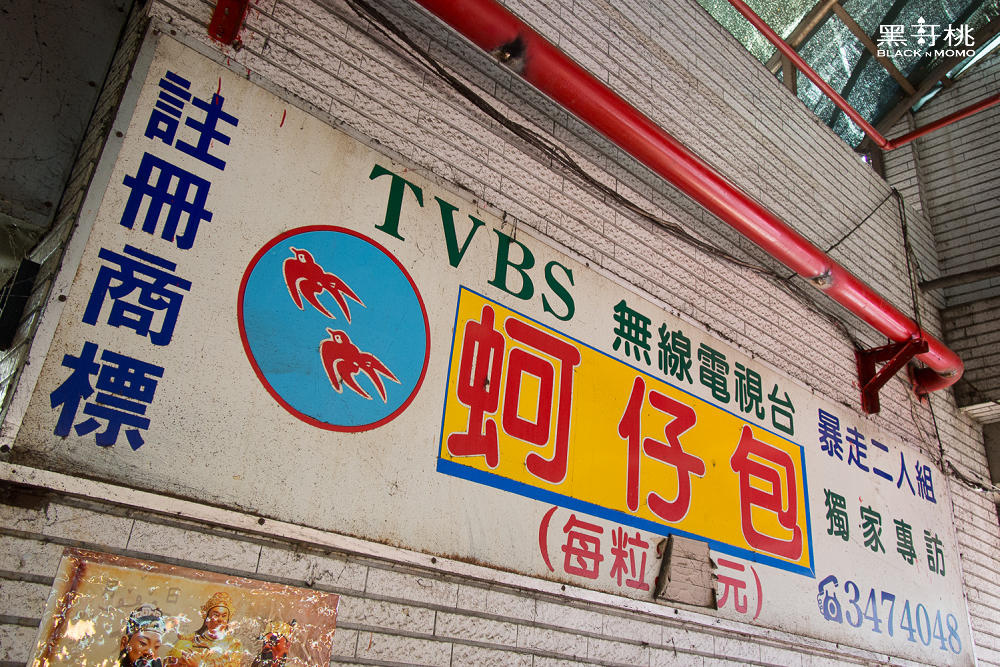 註冊商標
TVBS 無線電視台
蚵仔包
(每粒 元)
暴走二人組
獨家專訪
☎3474048
黑哥桃
BLACK N MOMO